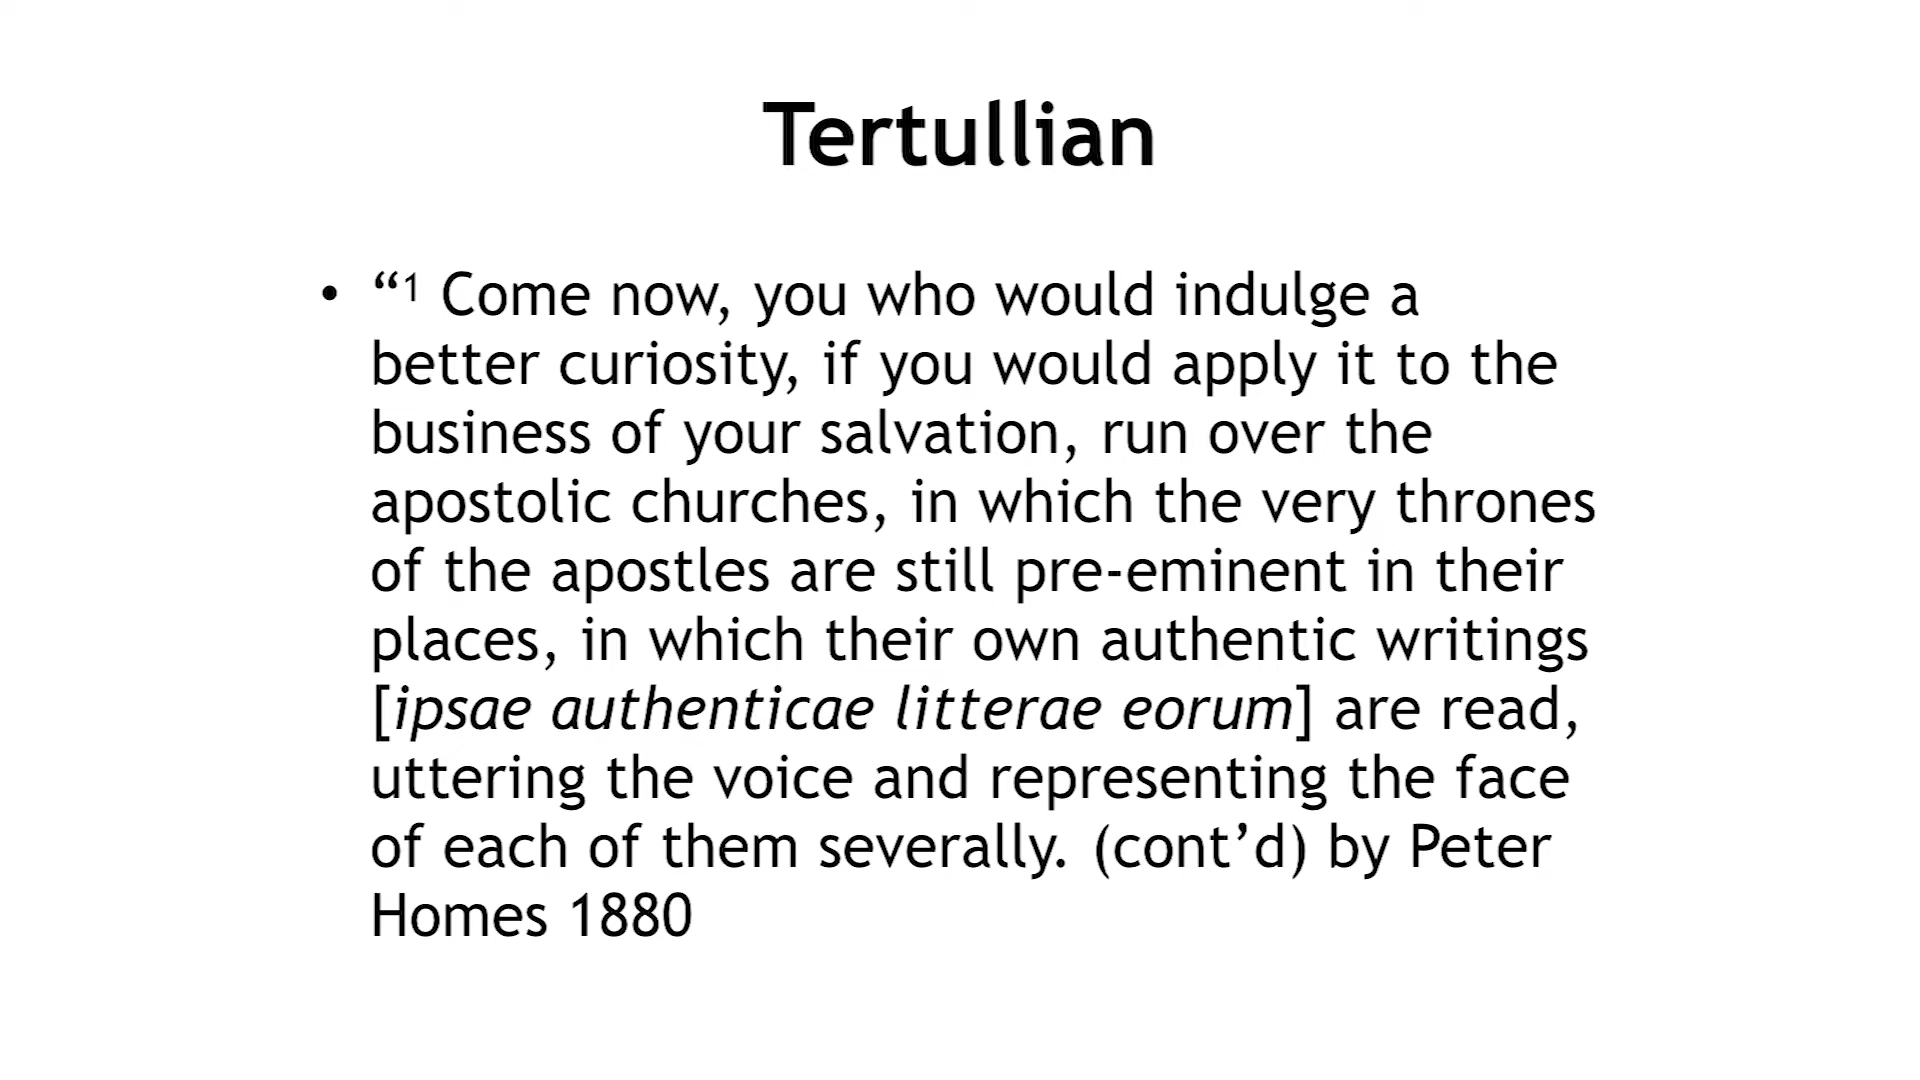 Tertullian
• “¹ Come now, you who would indulge a
better curiosity, if you would apply it to the
business of your salvation, run over the
apostolic churches, in which the very thrones
of the apostles are still pre-eminent in their
places, in which their own authentic writings
[ipsae authenticae litterae eorum] are read,
uttering the voice and representing the face
of each of them severally. (cont’d) by Peter
Homes 1880